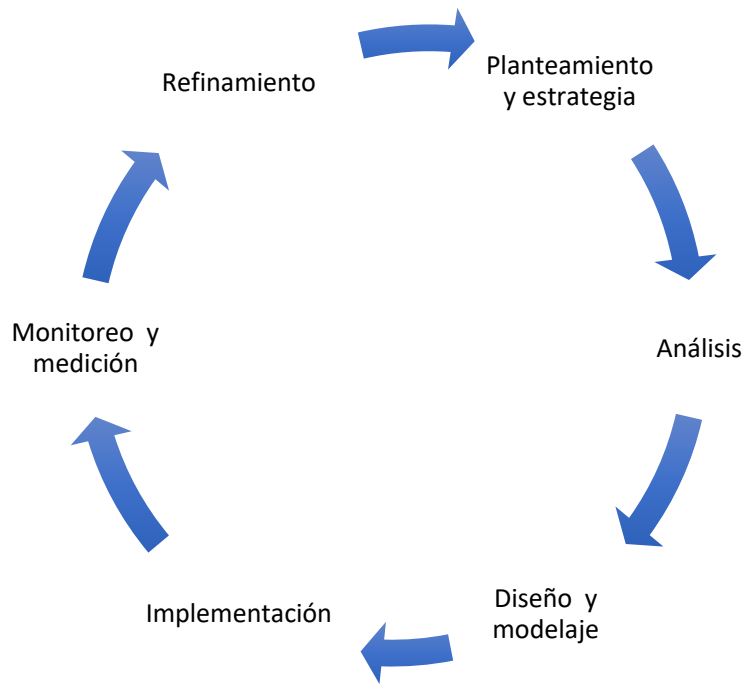 Refinamiento
Planteamiento
y estrategia
Análisis
Diseño y
modelaje
Implementación
Monitoreo y
medición